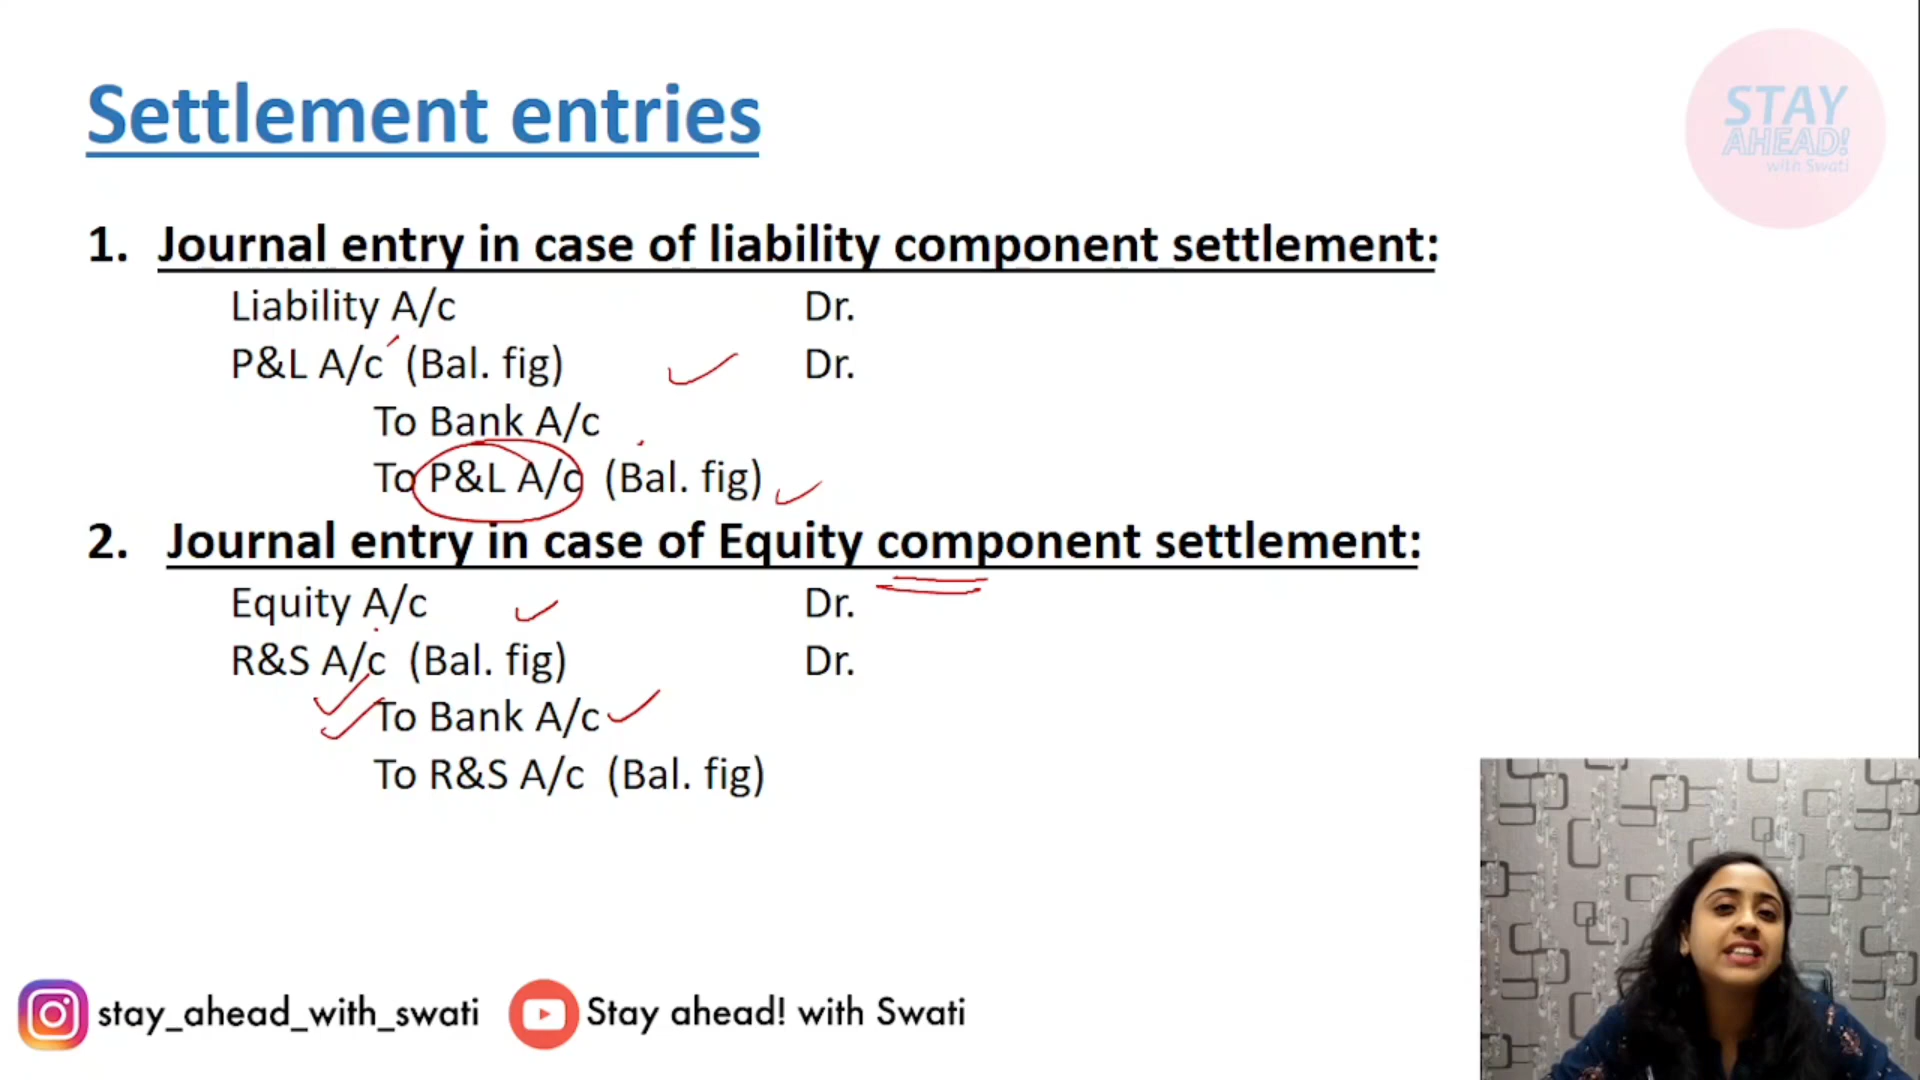 Settlement entries
STAY
AHEAD!
with Swati
1. Journal entry in case of liability component settlement:
Liability A/c Dr.
P&L A/c (Bal. fig) Dr.
To Bank A/c
To P&L A/c (Bal. fig)
2. Journal entry in case of Equity component settlement:
Equity A/c Dr.
R&S A/c (Bal. fig) Dr.
To Bank A/c
To R&S A/c (Bal. fig)
stay_ahead_with_swati Stay ahead! with Swati